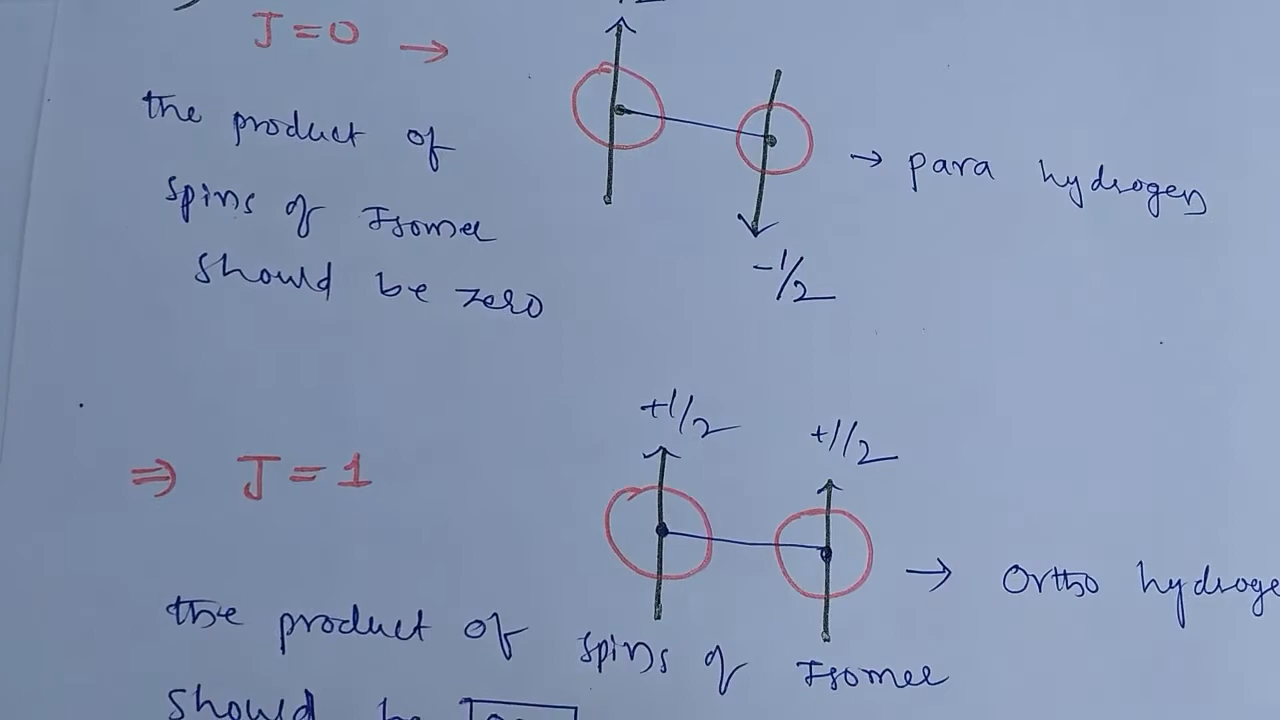 J = 0 →
the product of
spins of Isomer
should be zero
-1/2
→ para hydrogen
⇒ J = 1
+1/2
+1/2
→ Ortho hydroge
the product of spins of Isomer
should be